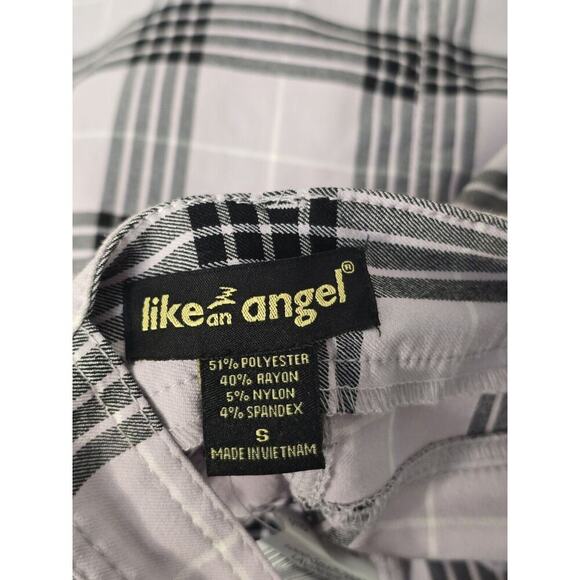 like an angel®
51% POLYESTER
40% RAYON
5% NYLON
4% SPANDEX
S
MADE IN VIETNAM